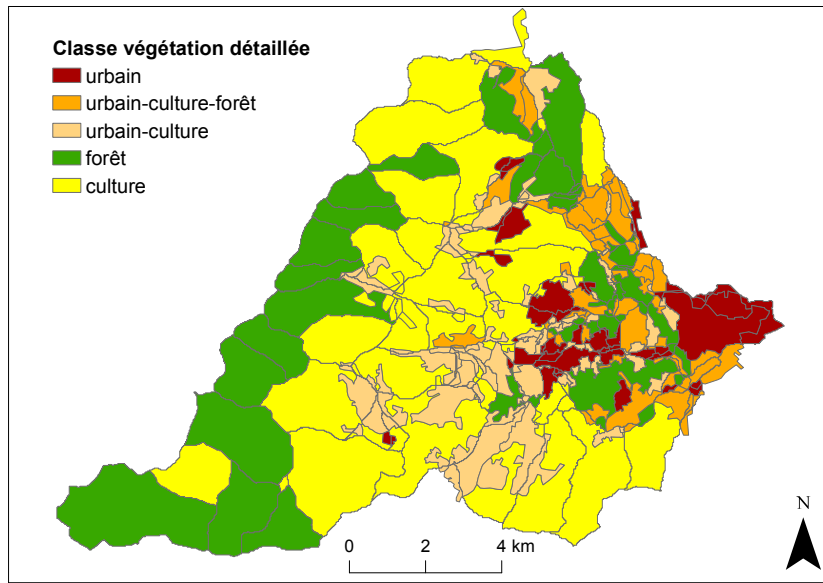 Classe végétation détaillée
urbain
urbain-culture-forêt
urbain-culture
forêt
culture
N
0 2 4 km